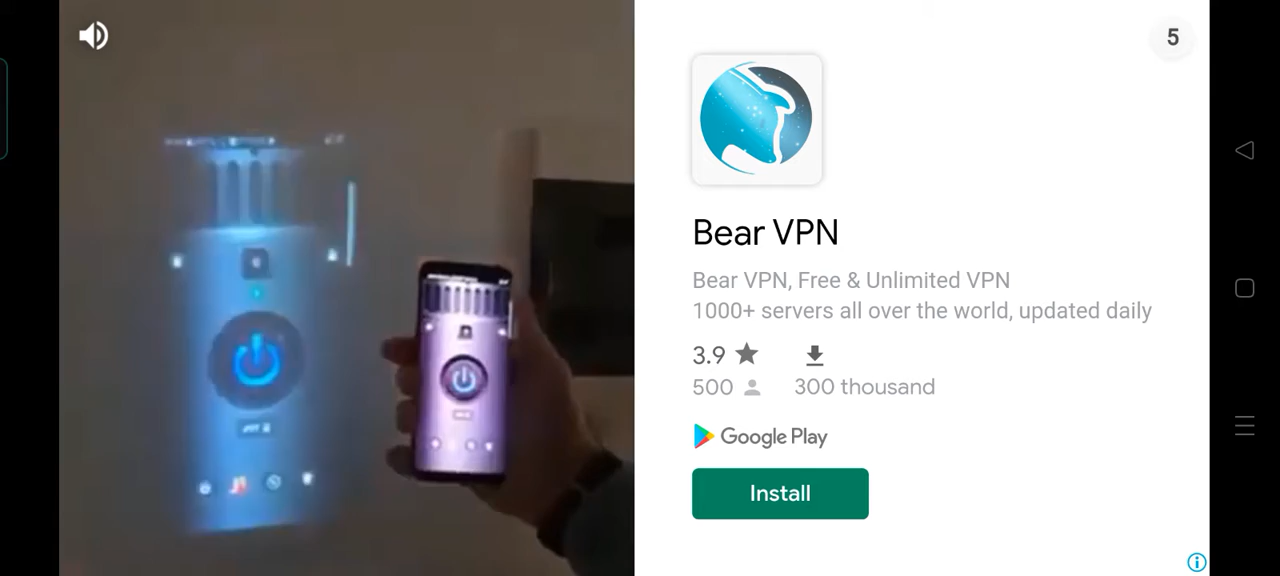 5
Bear VPN
Bear VPN, Free & Unlimited VPN
1000+ servers all over the world, updated daily
3.9
500 300 thousand
Google Play
Install